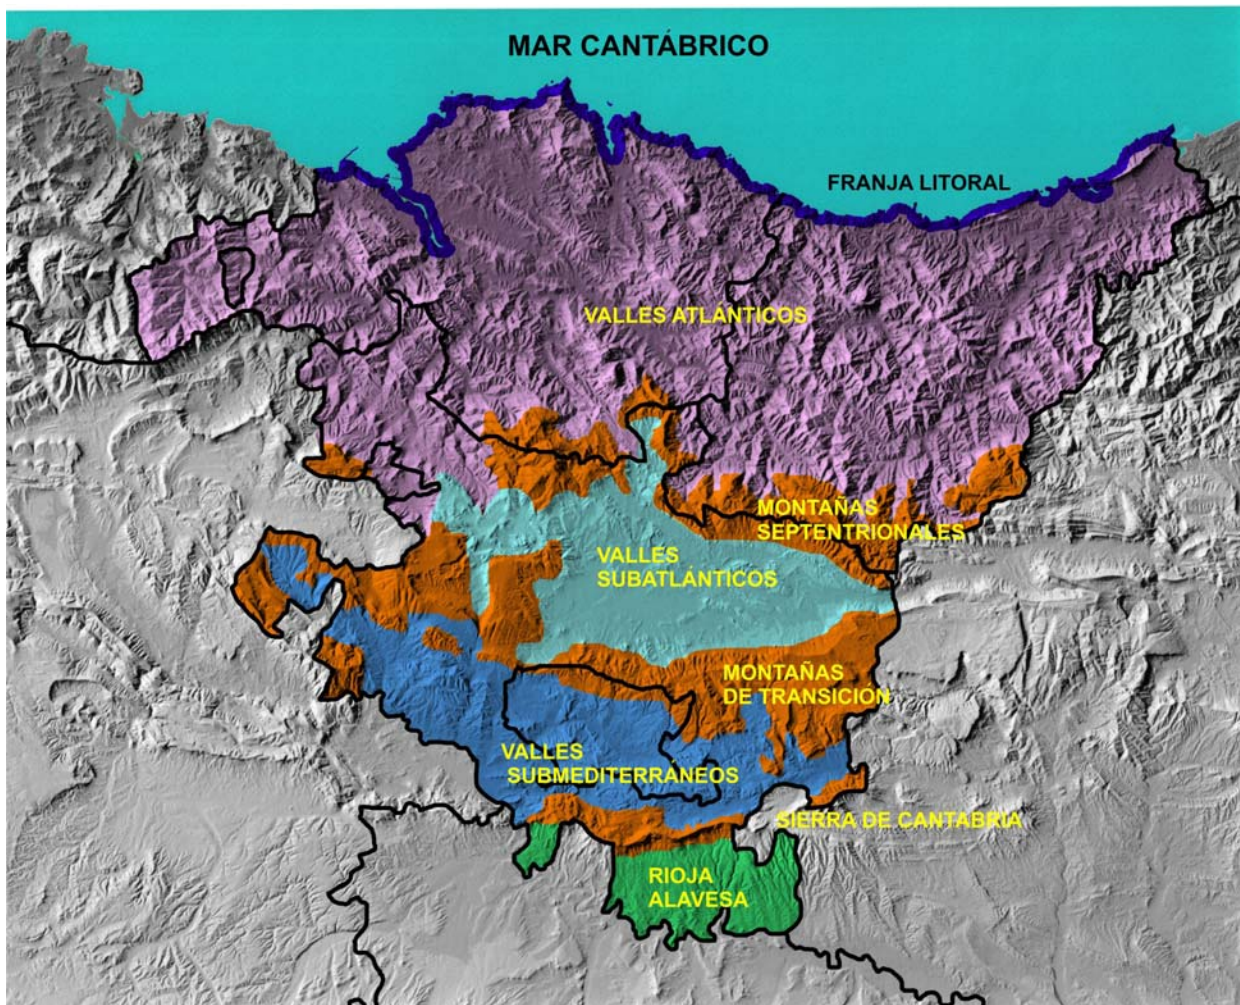 MAR CANTÁBRICO
FRANJA LITORAL
VALLES ATLÁNTICOS
MONTAÑAS
SEPTENTRIONALES
VALLES
SUBATLÁNTICOS
MONTAÑAS
DE TRANSICIÓN
VALLES
SUBMEDITERRÁNEOS
SIERRA DE CANTABRIA
RIOJA
ALAVESA